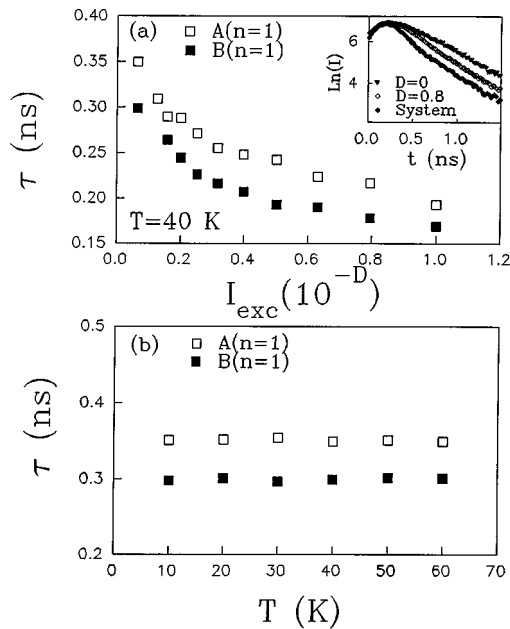 (a)
A(n=1)
B(n=1)
T=40 K
τ (ns)
0.40
0.35
0.30
0.25
0.20
0.15
0.0 0.2 0.4 0.6 0.8 1.0 1.2
I_exc(10^-D)
Ln(I)
6
4
D=0
D=0.8
System
0.0 1.0
t (ns)
(b)
A(n=1)
B(n=1)
τ (ns)
0.5
0.4
0.3
0.2
0 10 20 30 40 50 60 70
T (K)